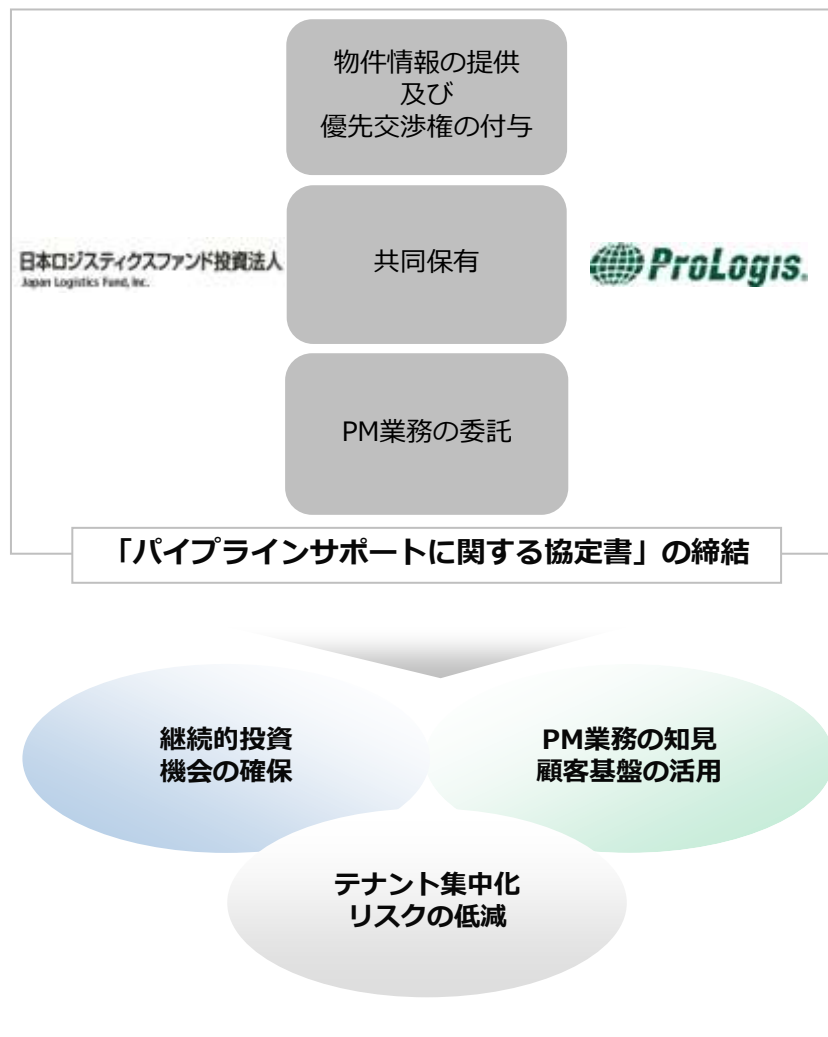 物件情報の提供
及び
優先交渉権の付与
日本ロジスティクスファンド投資法人
Japan Logistics Fund, Inc.
共同保有
ProLogis.
PM業務の委託
「パイプラインサポートに関する協定書」の締結
継続的投資
機会の確保
PM業務の知見
顧客基盤の活用
テナント集中化
リスクの低減